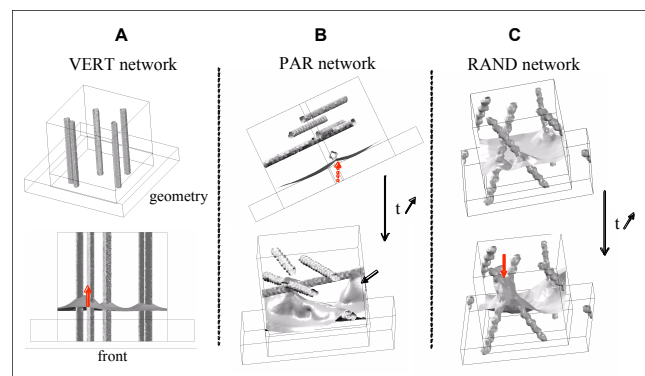 A
VERT network
geometry
front
B
PAR network
t
C
RAND network
t